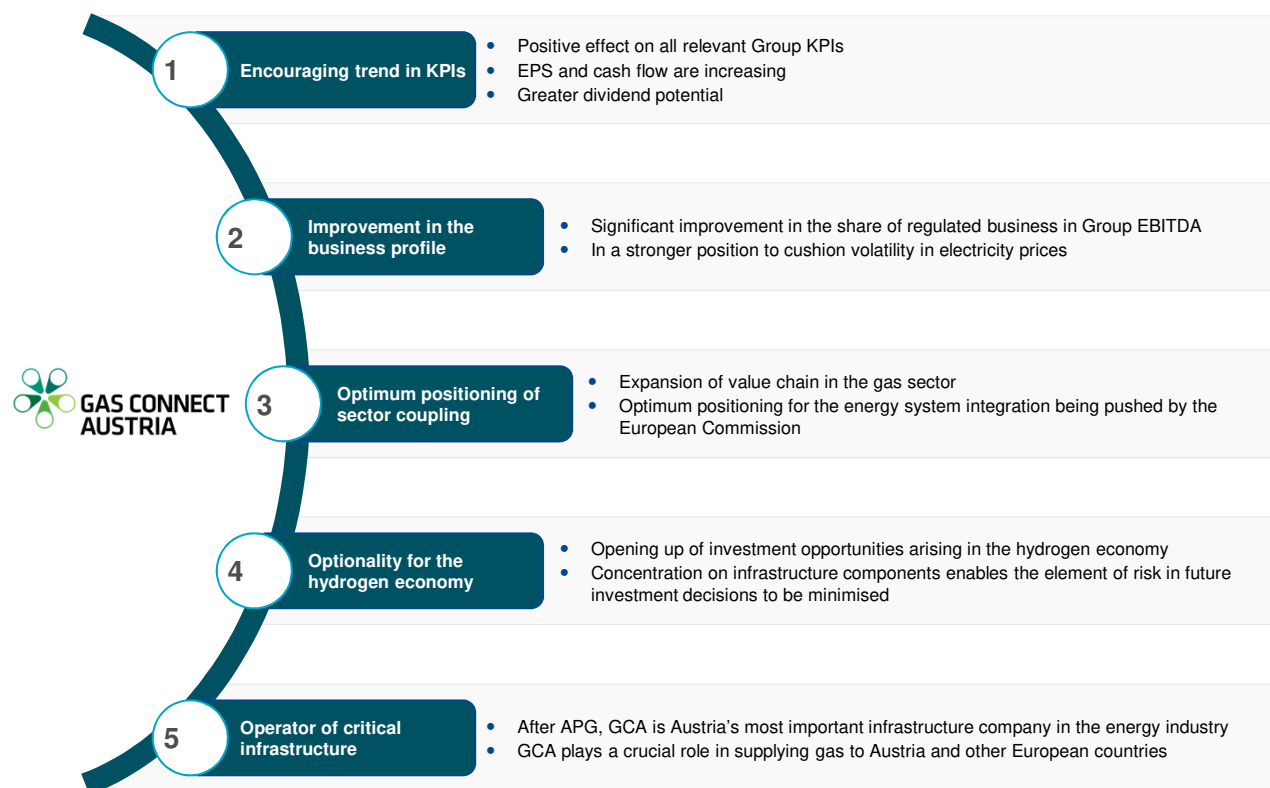 1
Encouraging trend in KPIs
• Positive effect on all relevant Group KPIs
• EPS and cash flow are increasing
• Greater dividend potential
2
Improvement in the
business profile
• Significant improvement in the share of regulated business in Group EBITDA
• In a stronger position to cushion volatility in electricity prices
GAS CONNECT
AUSTRIA
3
Optimum positioning of
sector coupling
• Expansion of value chain in the gas sector
• Optimum positioning for the energy system integration being pushed by the
European Commission
4
Optionality for the
hydrogen economy
• Opening up of investment opportunities arising in the hydrogen economy
• Concentration on infrastructure components enables the element of risk in future
investment decisions to be minimised
5
Operator of critical
infrastructure
• After APG, GCA is Austria's most important infrastructure company in the energy industry
• GCA plays a crucial role in supplying gas to Austria and other European countries